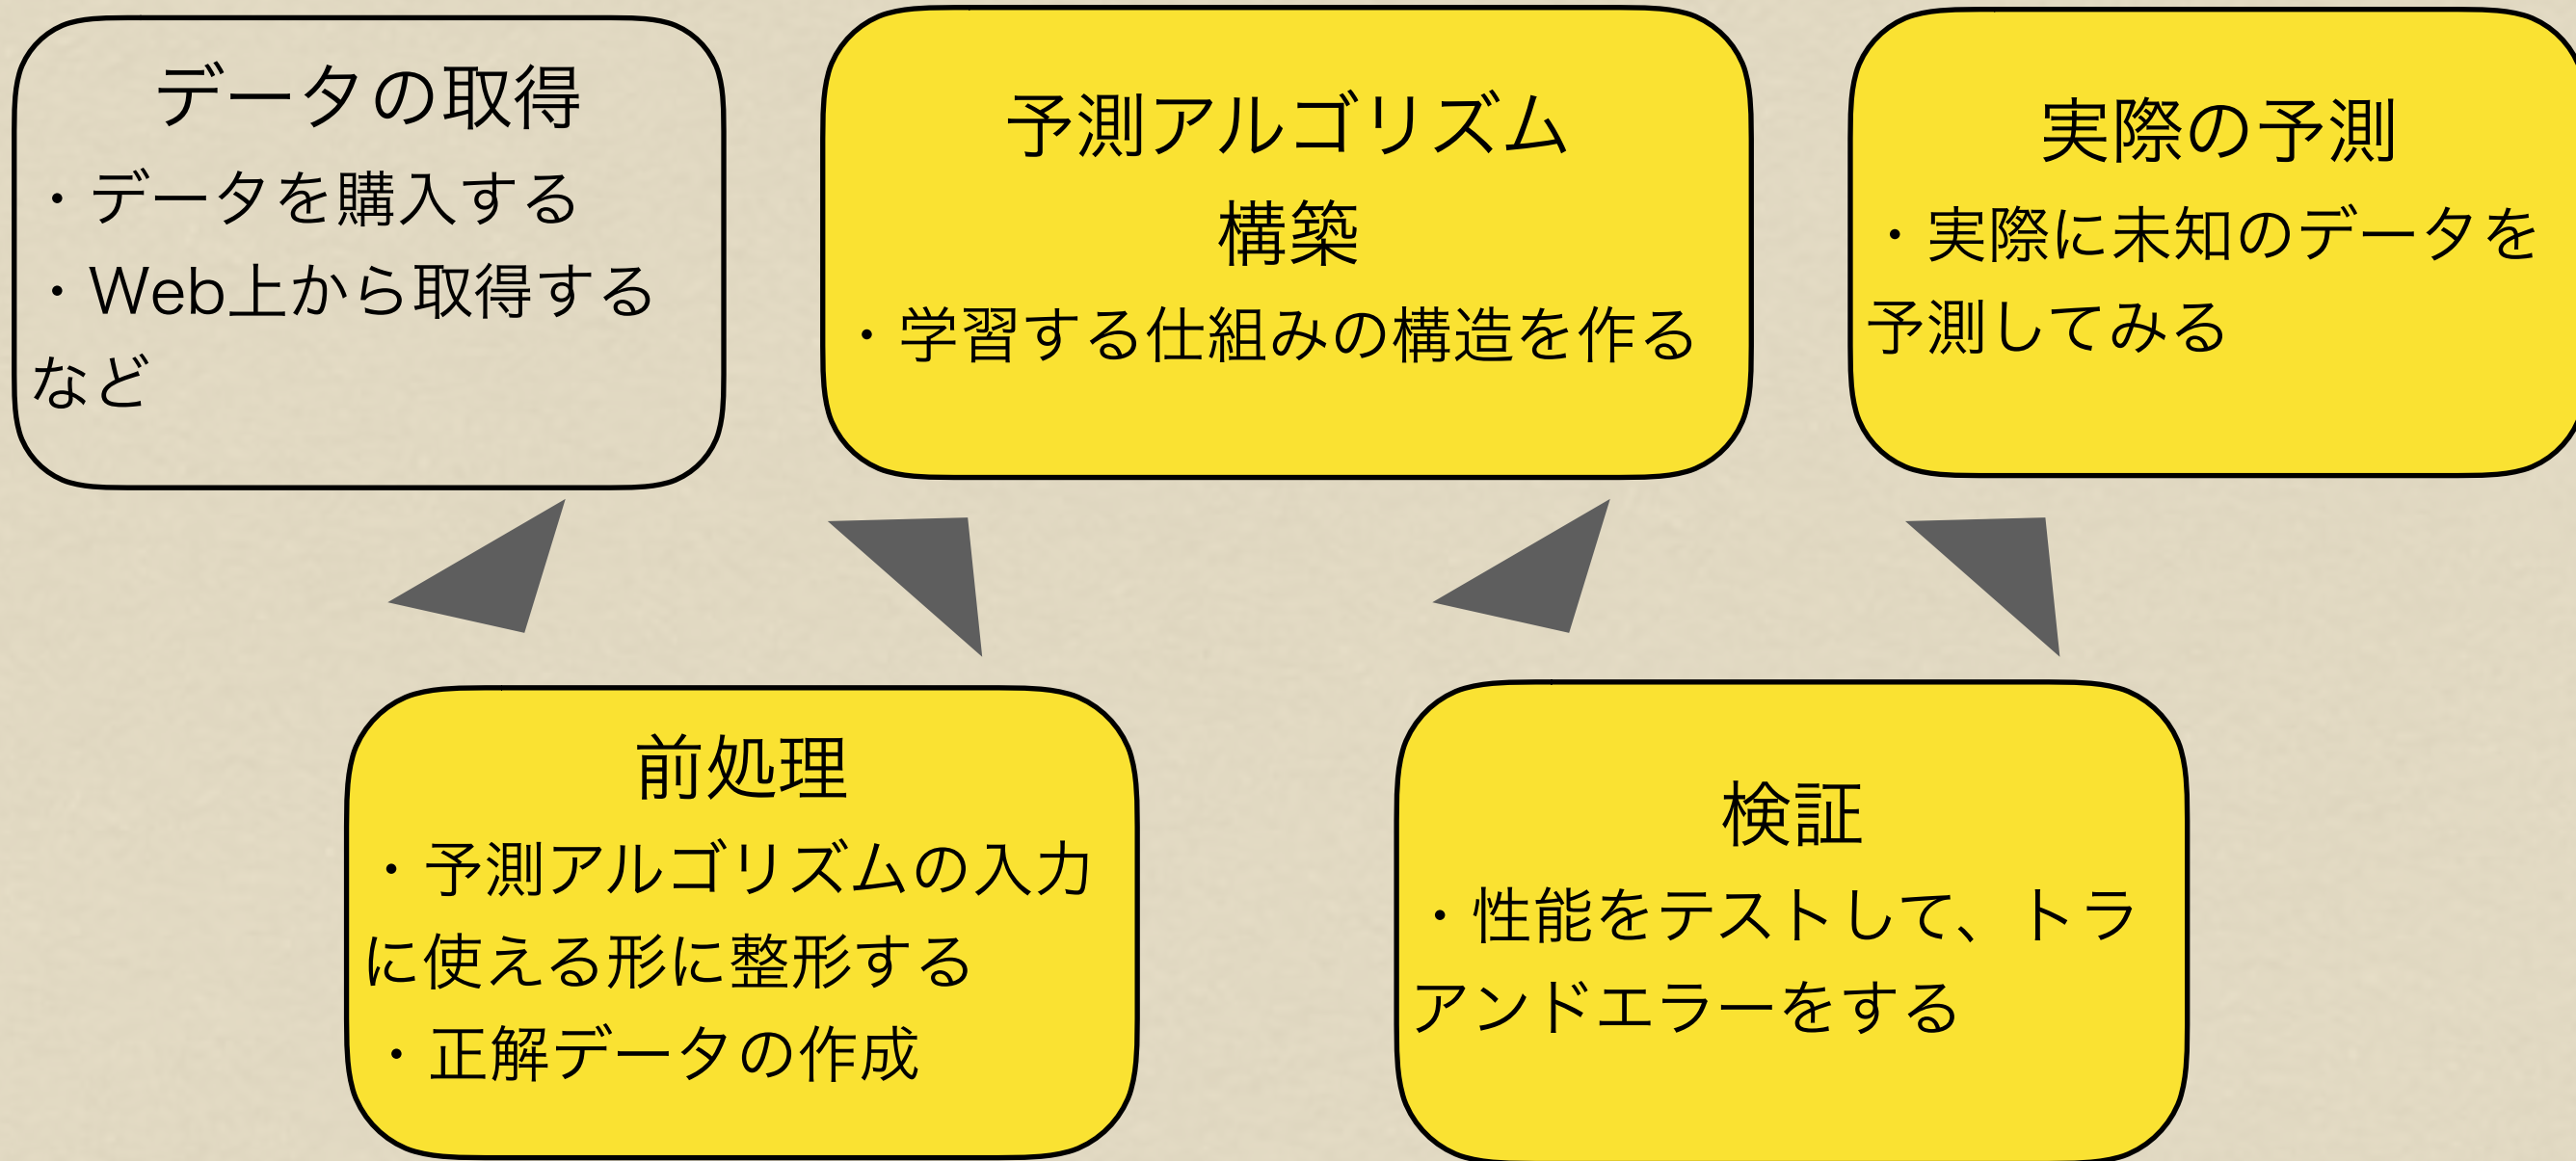 データの取得
・データを購入する
・Web上から取得する
など
予測アルゴリズム
構築
・学習する仕組みの構造を作る
実際の予測
・実際に未知のデータを
予測してみる
前処理
・予測アルゴリズムの入力
に使える形に整形する
・正解データの作成
検証
・性能をテストして、トラ
アンドエラーをする